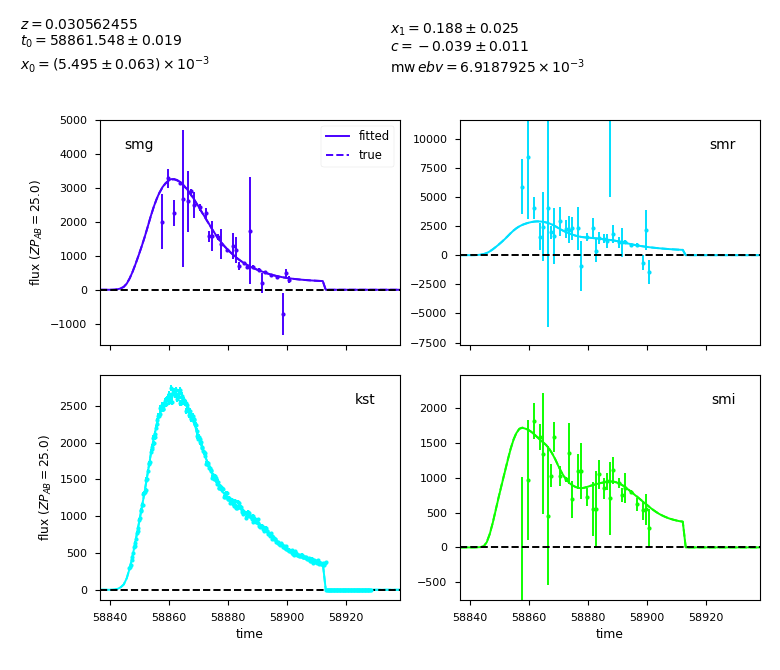 z = 0.030562455
t₀ = 58861.548 ± 0.019
x₀ = (5.495 ± 0.063) × 10⁻³
x₁ = 0.188 ± 0.025
c = −0.039 ± 0.011
mw ebv = 6.9187925 × 10⁻³
smg
fitted
true
5000
4000
3000
2000
1000
0
−1000
flux (ZP_AB = 25.0)
smr
10000
7500
5000
2500
0
−2500
−5000
−7500
kst
2500
2000
1500
1000
500
0
flux (ZP_AB = 25.0)
58840 58860 58880 58900 58920
time
smi
2000
1500
1000
500
0
−500
58840 58860 58880 58900 58920
time